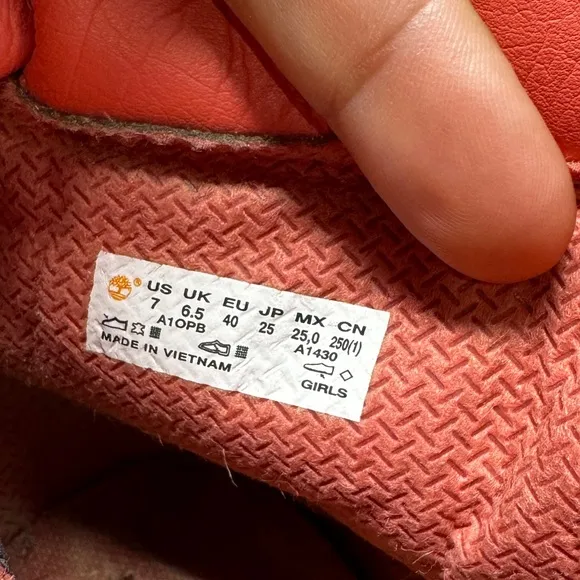 US UK EU JP MX CN
7 6.5 40 25 25,0 250(1)
A1OPB A1430
MADE IN VIETNAM
GIRLS